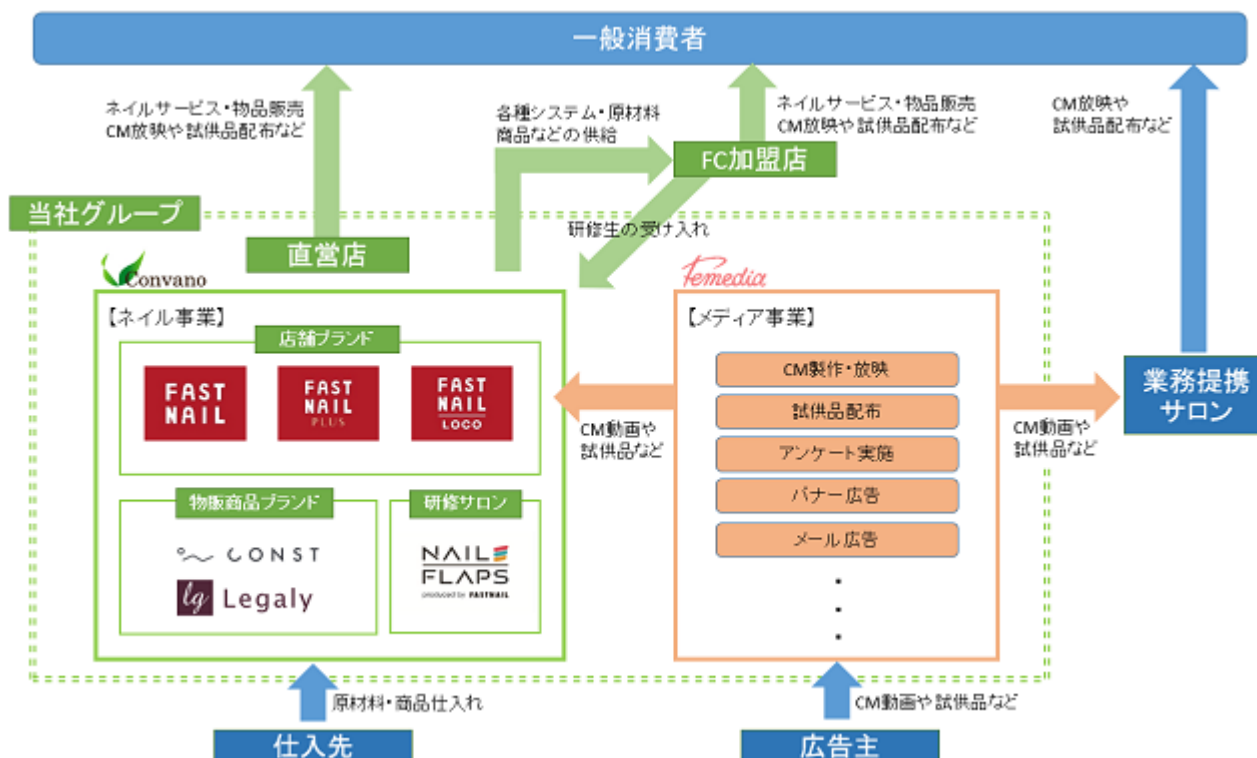 一般消費者
ネイルサービス・物品販売
CM放映や試供品配布など
各種システム・原材料
商品などの供給
ネイルサービス・物品販売
CM放映や試供品配布など
CM放映や
試供品配布など
FC加盟店
当社グループ
研修生の受け入れ
直営店
Convano
Femedia
【ネイル事業】
店舗ブランド
FAST
NAIL
FAST
NAIL
PLUS
FAST
NAIL
LOCO
物販商品ブランド
CONST
lg Legaly
研修サロン
NAIL
FLAPS
produced by FASTNAIL
【メディア事業】
CM製作・放映
試供品配布
アンケート実施
バナー広告
メール広告
・
・
・
CM動画や
試供品など
CM動画や
試供品など
業務提携
サロン
原材料・商品仕入れ
CM動画や試供品など
仕入先
広告主